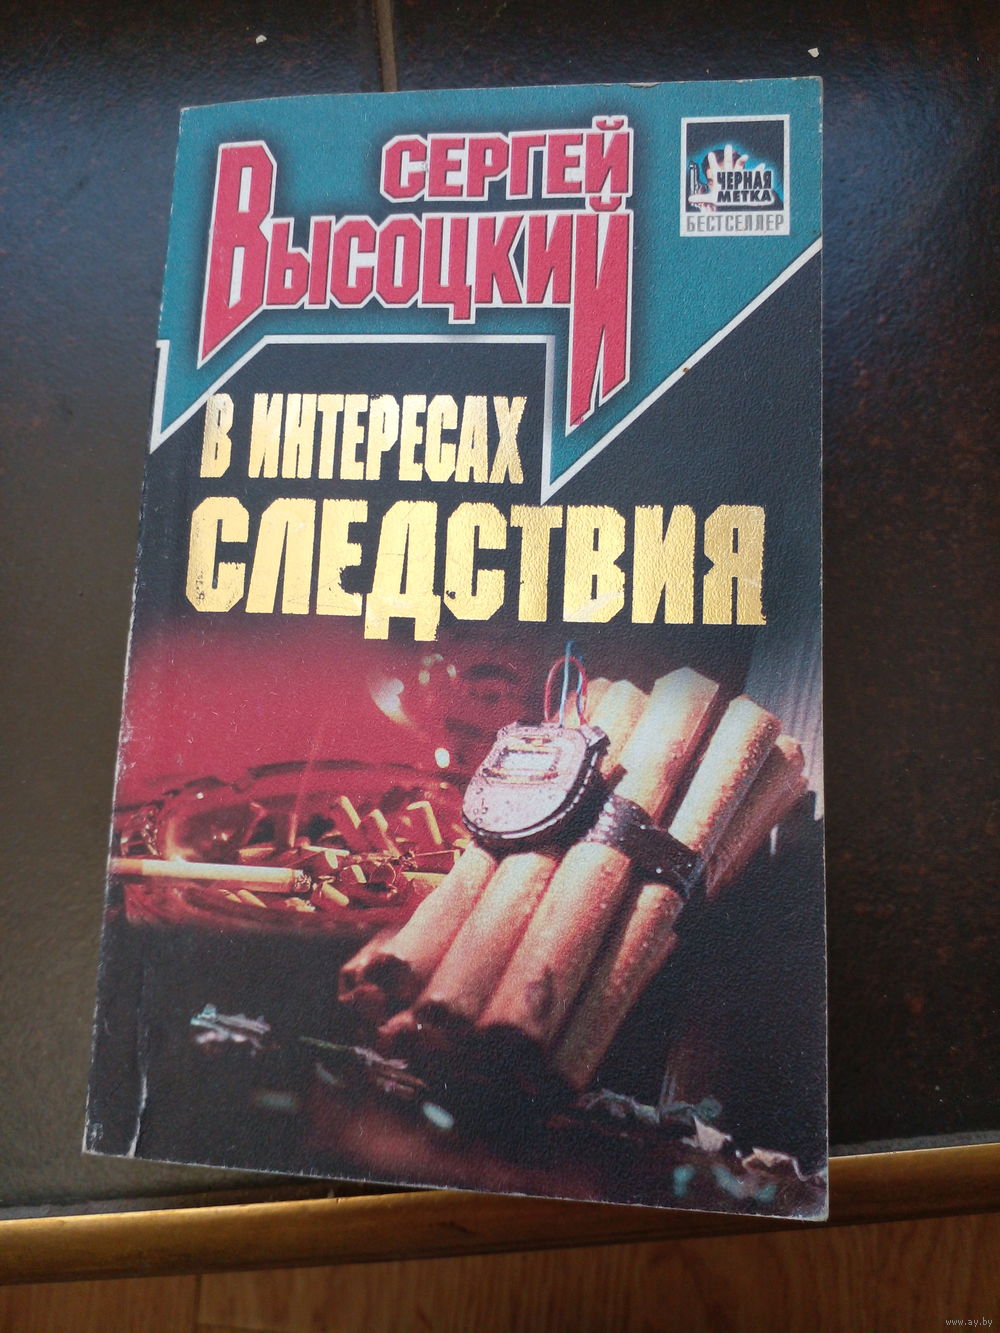 СЕРГЕЙ
ВЫСОЦКИЙ
ЧЕРНАЯ
МЕТКА
БЕСТСЕЛЛЕР
В ИНТЕРЕСАХ
СЛЕДСТВИЯ
www.ay.by